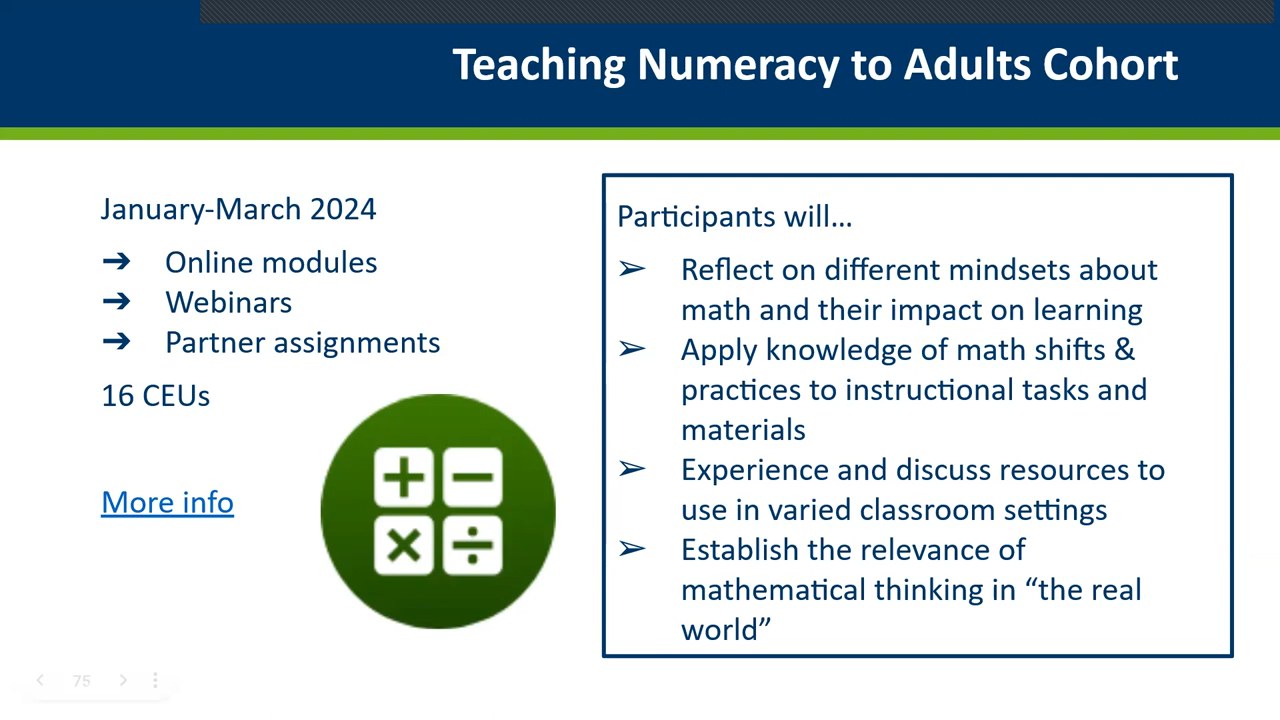 Teaching Numeracy to Adults Cohort
January-March 2024
➔ Online modules
➔ Webinars
➔ Partner assignments
16 CEUs
More info
Participants will…
➢ Reflect on different mindsets about
math and their impact on learning
➢ Apply knowledge of math shifts &
practices to instructional tasks and
materials
➢ Experience and discuss resources to
use in varied classroom settings
➢ Establish the relevance of
mathematical thinking in “the real
world”
75